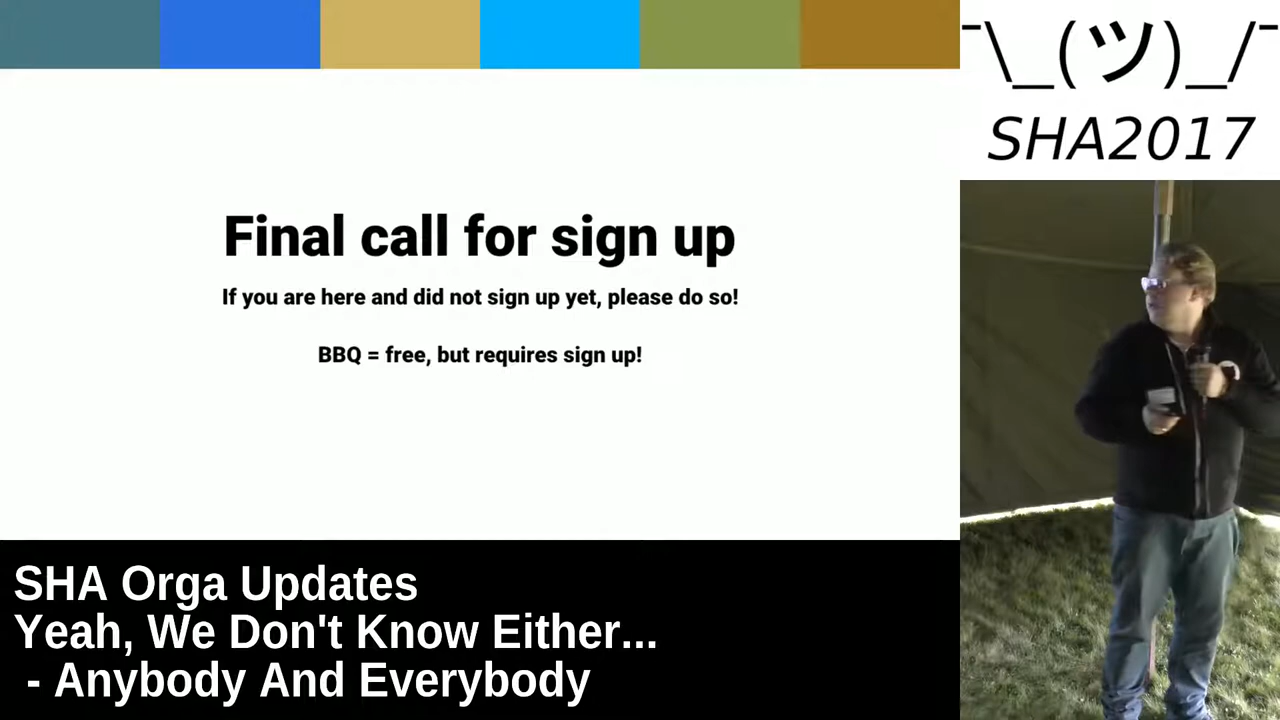 Final call for sign up
If you are here and did not sign up yet, please do so!
BBQ = free, but requires sign up!
¯\_(ツ)_/¯
SHA2017
SHA Orga Updates
Yeah, We Don't Know Either...
- Anybody And Everybody